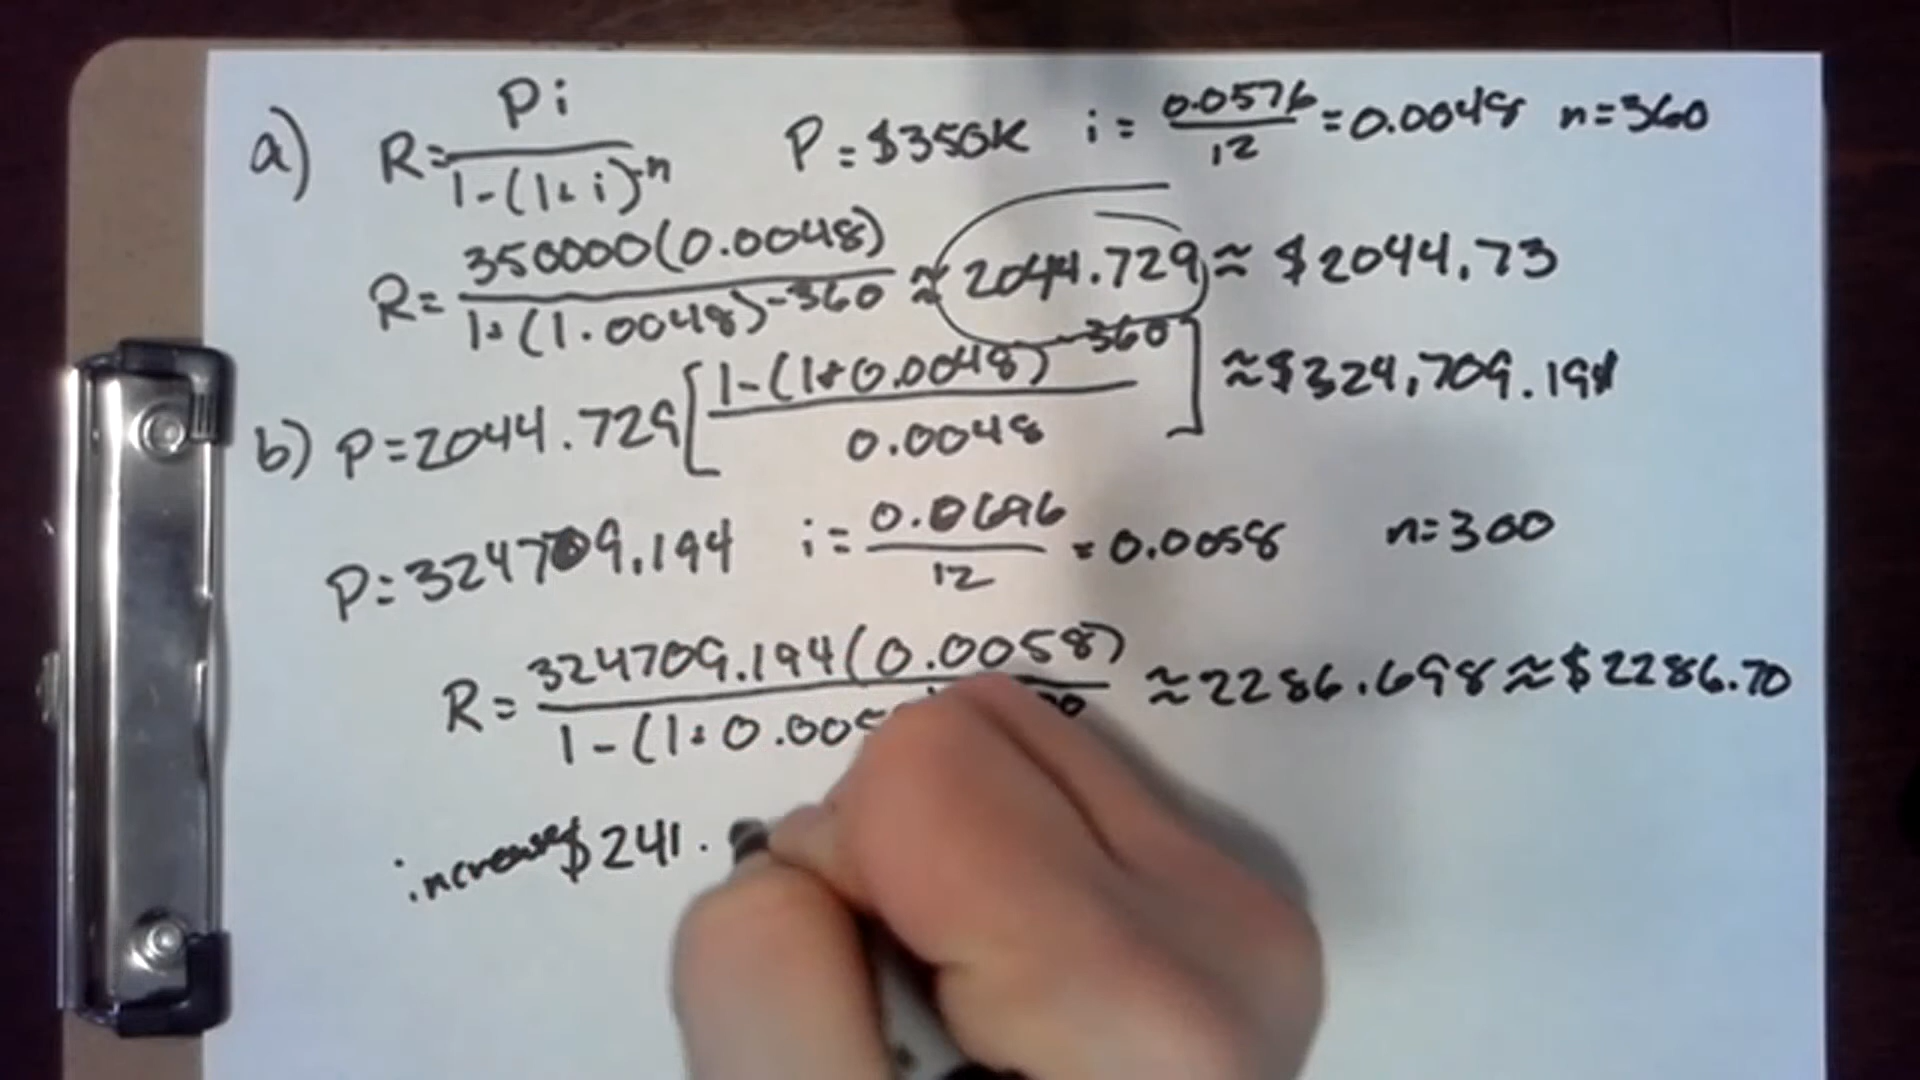 a) R = Pi / 1-(1+i)^-n P = $350K i = 0.0576 / 12 = 0.0048 n=360
R = 350000(0.0048) / 1+(1.0048)^-360 ≈ 2044.729 ≈ $2044.73
b) P=2044.729[1-(1+0.0048)^-360 / 0.0048] ≈$324,709.194
P=324709.194 i = 0.0696 / 12 = 0.0058 n=300
R = 324709.194(0.0058) / 1-(1+0.005 ≈2286.698≈$2286.70
increase $241.